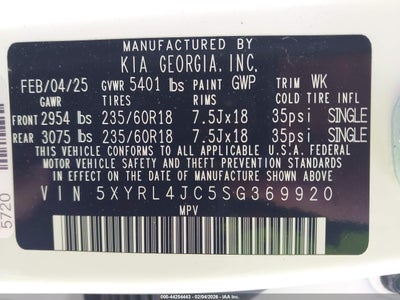 MANUFACTURED BY
KIA GEORGIA, INC.
FEB/04/25 GVWR 5401 lbs PAINT GWP TRIM WK
GAWR TIRES RIMS COLD TIRE INFL
FRONT 2954 lbs 235/60R18 7.5Jx18 35psi SINGLE
REAR 3075 lbs 235/60R18 7.5Jx18 35psi SINGLE
THIS VEHICLE CONFORMS TO ALL APPLICABLE U.S.A. FEDERAL
MOTOR VEHICLE SAFETY AND THEFT PREVENTION STANDARDS
IN EFFECT ON THE DATE OF MANUFACTURE SHOWN ABOVE.
VIN 5XYRL4JC5SG369920
MPV
5720
000-44254443 - 02/04/2026 - 000